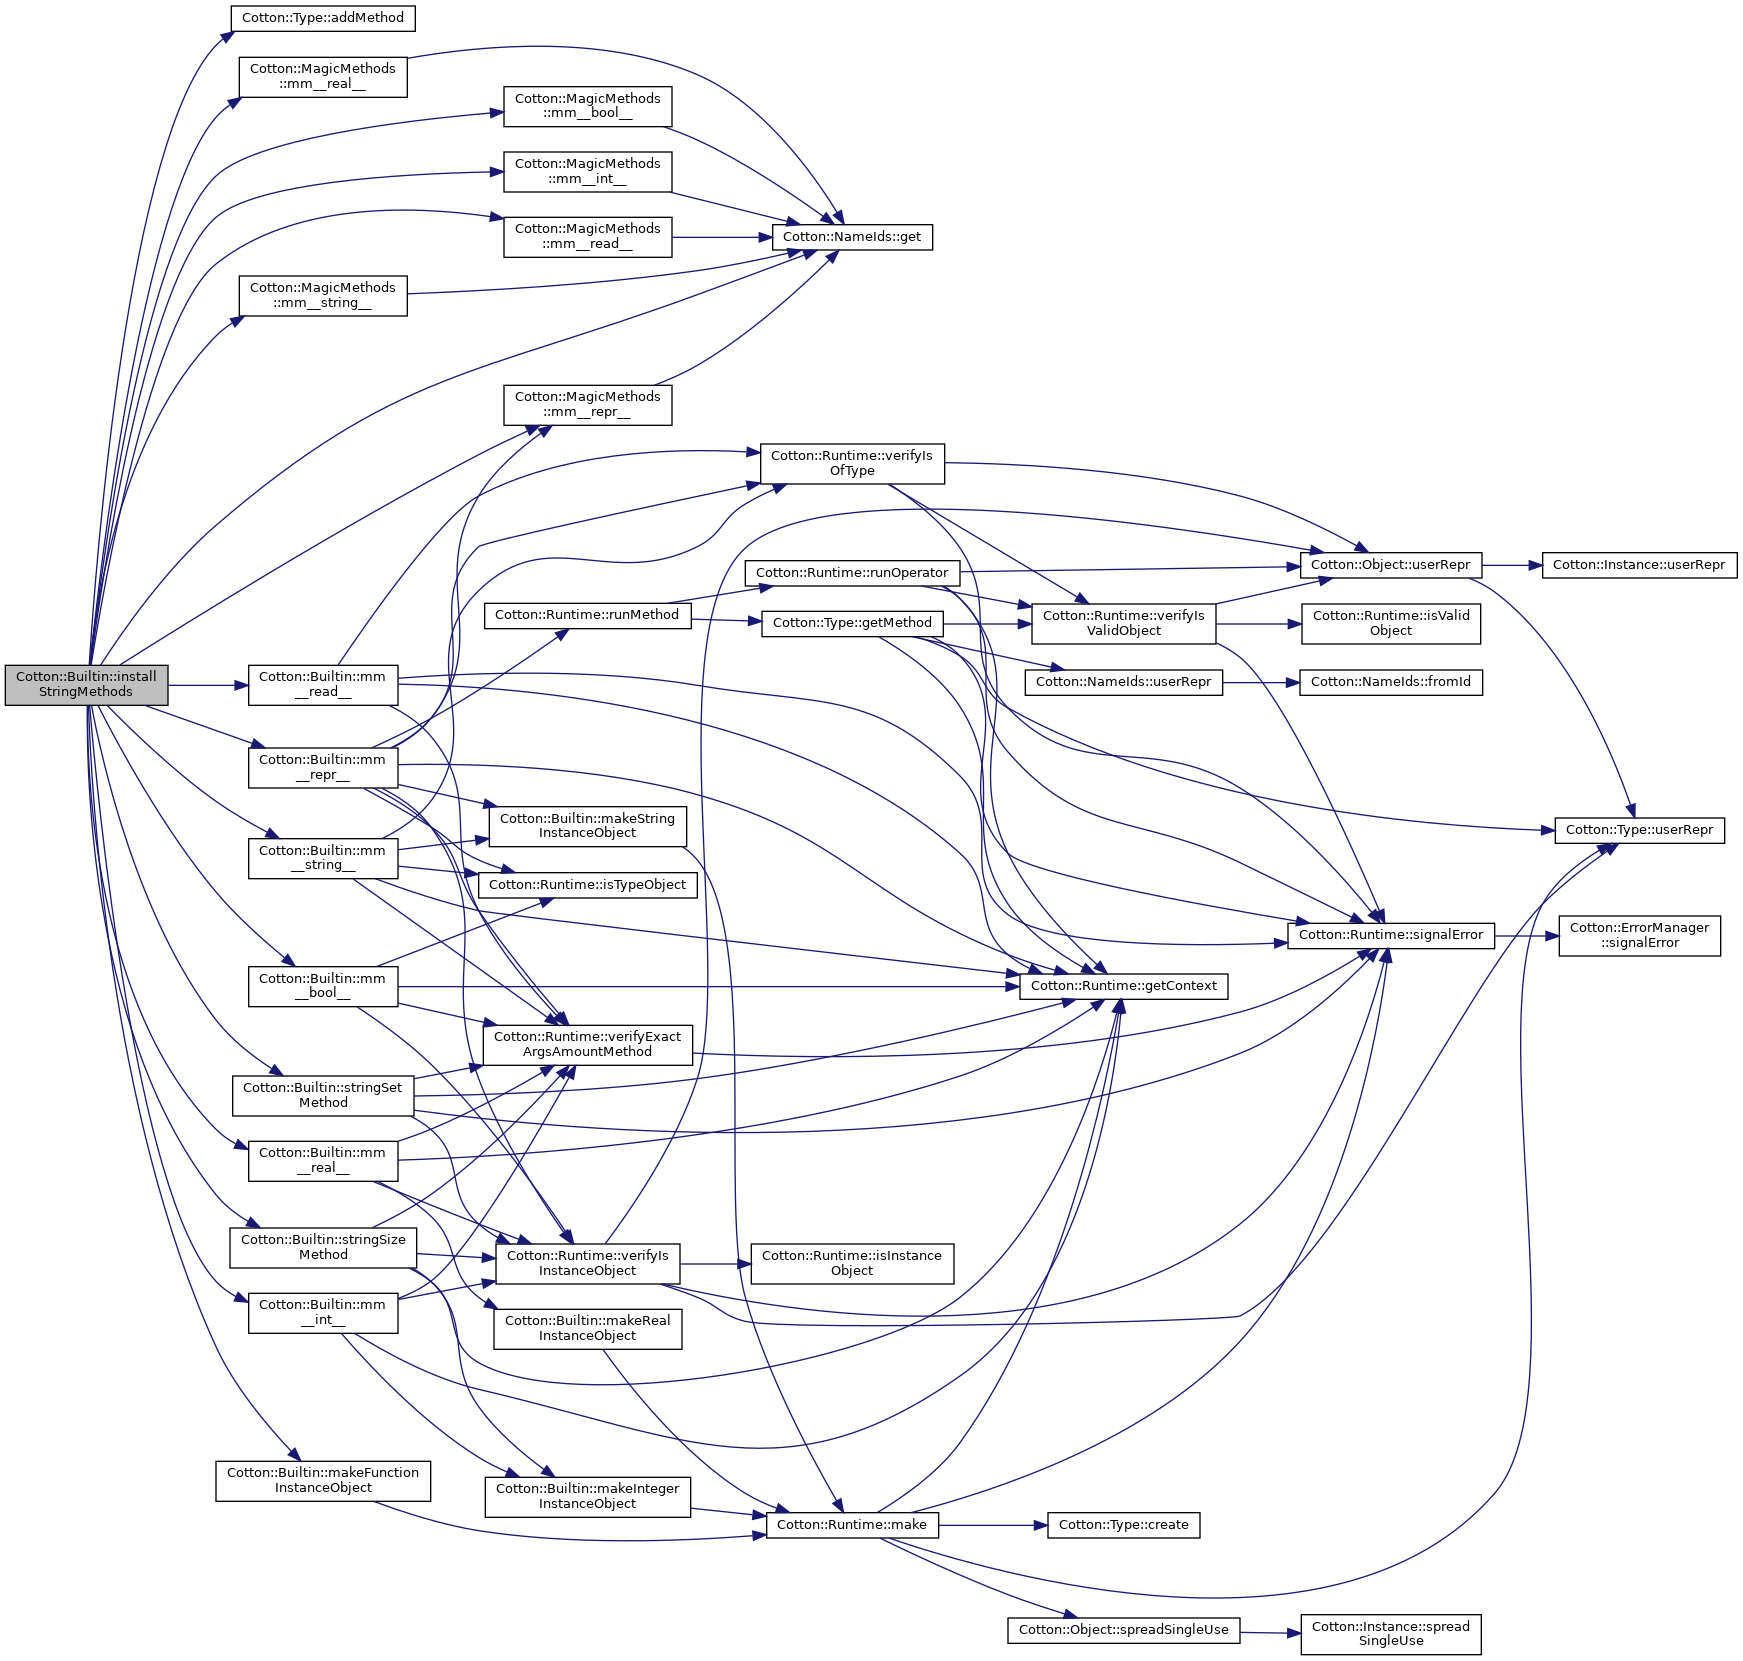 Cotton::Type::addMethod
Cotton::MagicMethods
::mm__real__
Cotton::MagicMethods
::mm__bool__
Cotton::MagicMethods
::mm__int__
Cotton::MagicMethods
::mm__read__
Cotton::NameIds::get
Cotton::MagicMethods
::mm__string__
Cotton::MagicMethods
::mm__repr__
Cotton::Runtime::verifyIs
OfType
Cotton::Object::userRepr
Cotton::Instance::userRepr
Cotton::Runtime::runOperator
Cotton::Runtime::runMethod
Cotton::Type::getMethod
Cotton::Runtime::verifyIs
ValidObject
Cotton::Runtime::isValid
Object
Cotton::Builtin::install
StringMethods
Cotton::Builtin::mm
__read__
Cotton::NameIds::userRepr
Cotton::NameIds::fromId
Cotton::Builtin::mm
__repr__
Cotton::Builtin::makeString
InstanceObject
Cotton::Type::userRepr
Cotton::Builtin::mm
__string__
Cotton::Runtime::isTypeObject
Cotton::Runtime::signalError
Cotton::ErrorManager
::signalError
Cotton::Builtin::mm
__bool__
Cotton::Runtime::getContext
Cotton::Runtime::verifyExact
ArgsAmountMethod
Cotton::Builtin::stringSet
Method
Cotton::Builtin::mm
__real__
Cotton::Builtin::stringSize
Method
Cotton::Runtime::verifyIs
InstanceObject
Cotton::Runtime::isInstance
Object
Cotton::Builtin::mm
__int__
Cotton::Builtin::makeReal
InstanceObject
Cotton::Builtin::makeFunction
InstanceObject
Cotton::Builtin::makeInteger
InstanceObject
Cotton::Runtime::make
Cotton::Type::create
Cotton::Object::spreadSingleUse
Cotton::Instance::spread
SingleUse